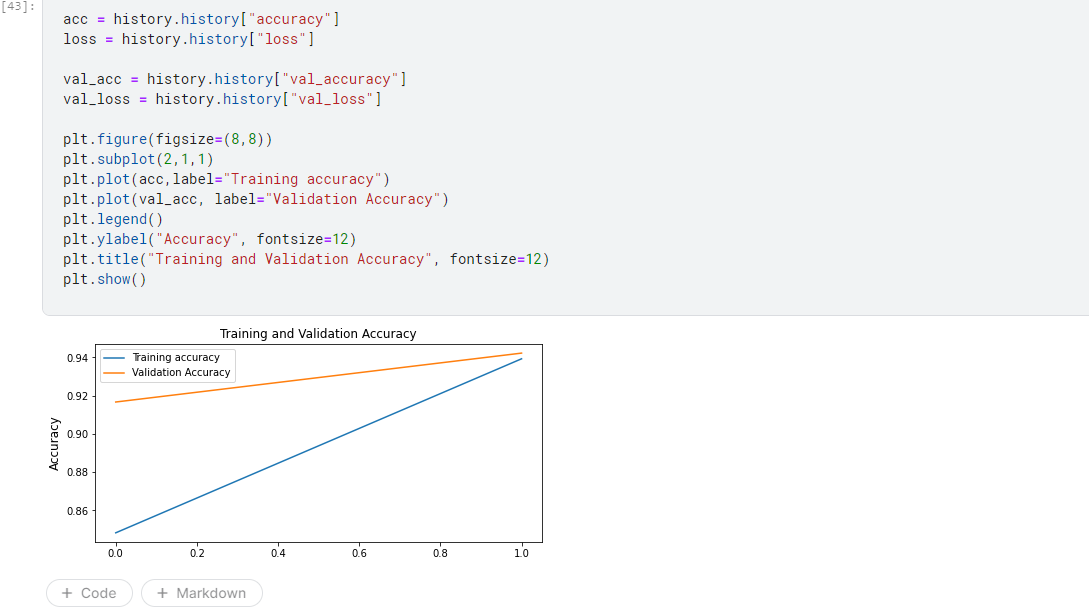 [43]:
acc = history.history["accuracy"]
loss = history.history["loss"]
val_acc = history.history["val_accuracy"]
val_loss = history.history["val_loss"]
plt.figure(figsize=(8,8))
plt.subplot(2,1,1)
plt.plot(acc,label="Training accuracy")
plt.plot(val_acc, label="Validation Accuracy")
plt.legend()
plt.ylabel("Accuracy", fontsize=12)
plt.title("Training and Validation Accuracy", fontsize=12)
plt.show()
Training and Validation Accuracy
Training accuracy
Validation Accuracy
0.94
0.92
0.90
0.88
0.86
Accuracy
0.0 0.2 0.4 0.6 0.8 1.0
+ Code + Markdown